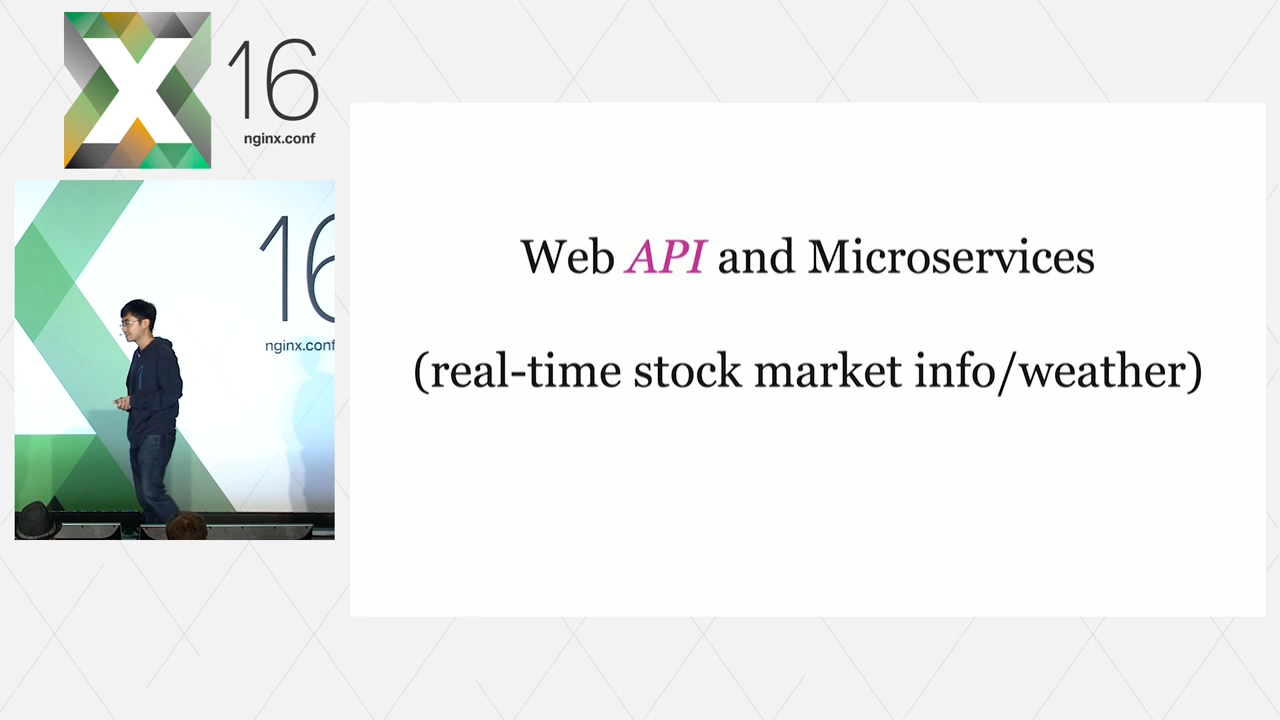 X 16
nginx.conf
16
nginx.conf
Web API and Microservices
(real-time stock market info/weather)